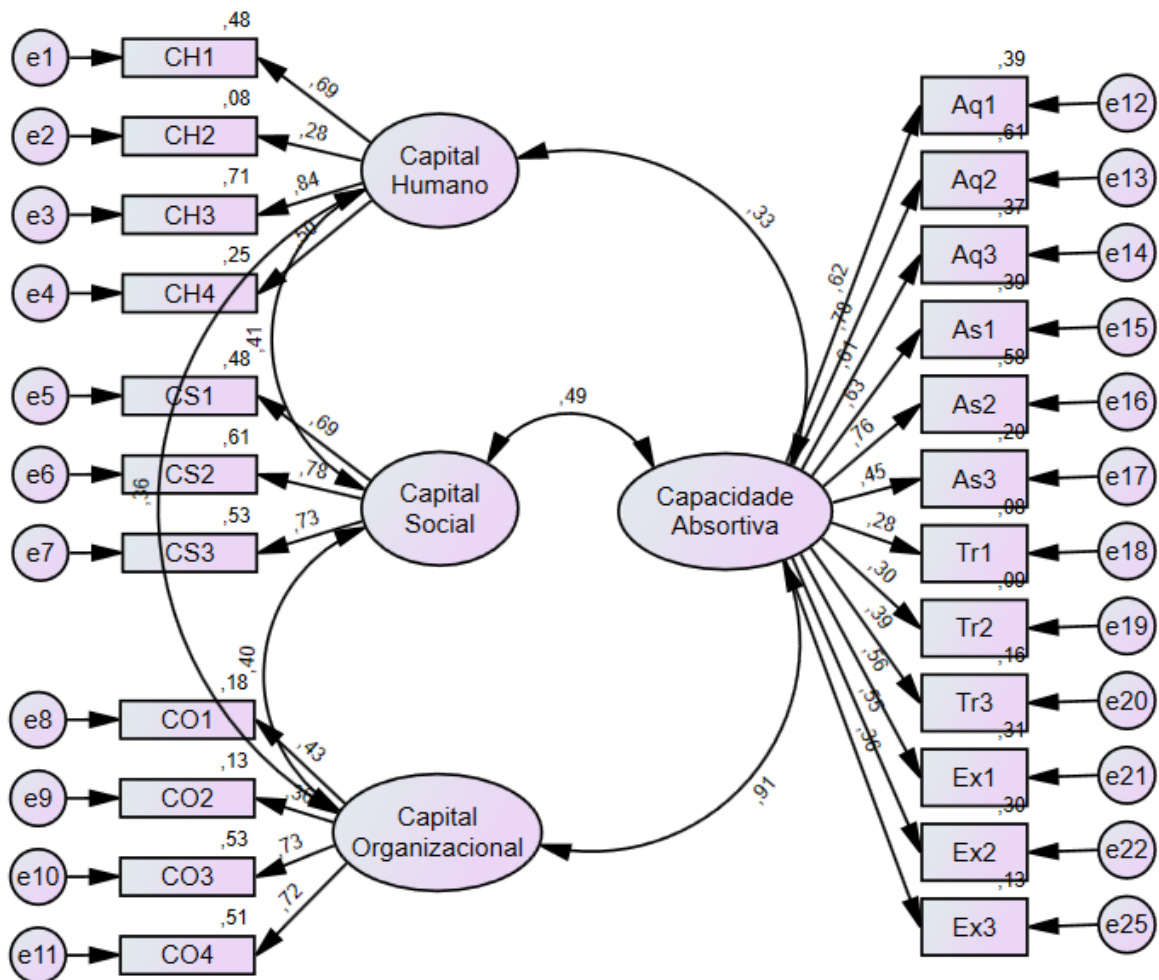 ,48
e1
CH1
,69
,08
e2
CH2
,28
,71
e3
CH3
,84
,25
e4
CH4
,50
Capital
Humano
,33
,41
,48
e5
CS1
,69
,61
e6
CS2
,78
,53
e7
CS3
,73
Capital
Social
,49
,36
,40
,18
e8
CO1
,43
,13
e9
CO2
,36
,53
e10
CO3
,73
,51
e11
CO4
,72
Capital
Organizacional
,91
Capacidade
Absortiva
,39
Aq1
e12
,62
,61
Aq2
e13
,78
,37
Aq3
e14
,61
,39
As1
e15
,63
,58
As2
e16
,76
,20
As3
e17
,45
,08
Tr1
e18
,28
,09
Tr2
e19
,30
,16
Tr3
e20
,39
,31
Ex1
e21
,56
,30
Ex2
e22
,55
,13
Ex3
e25
,36